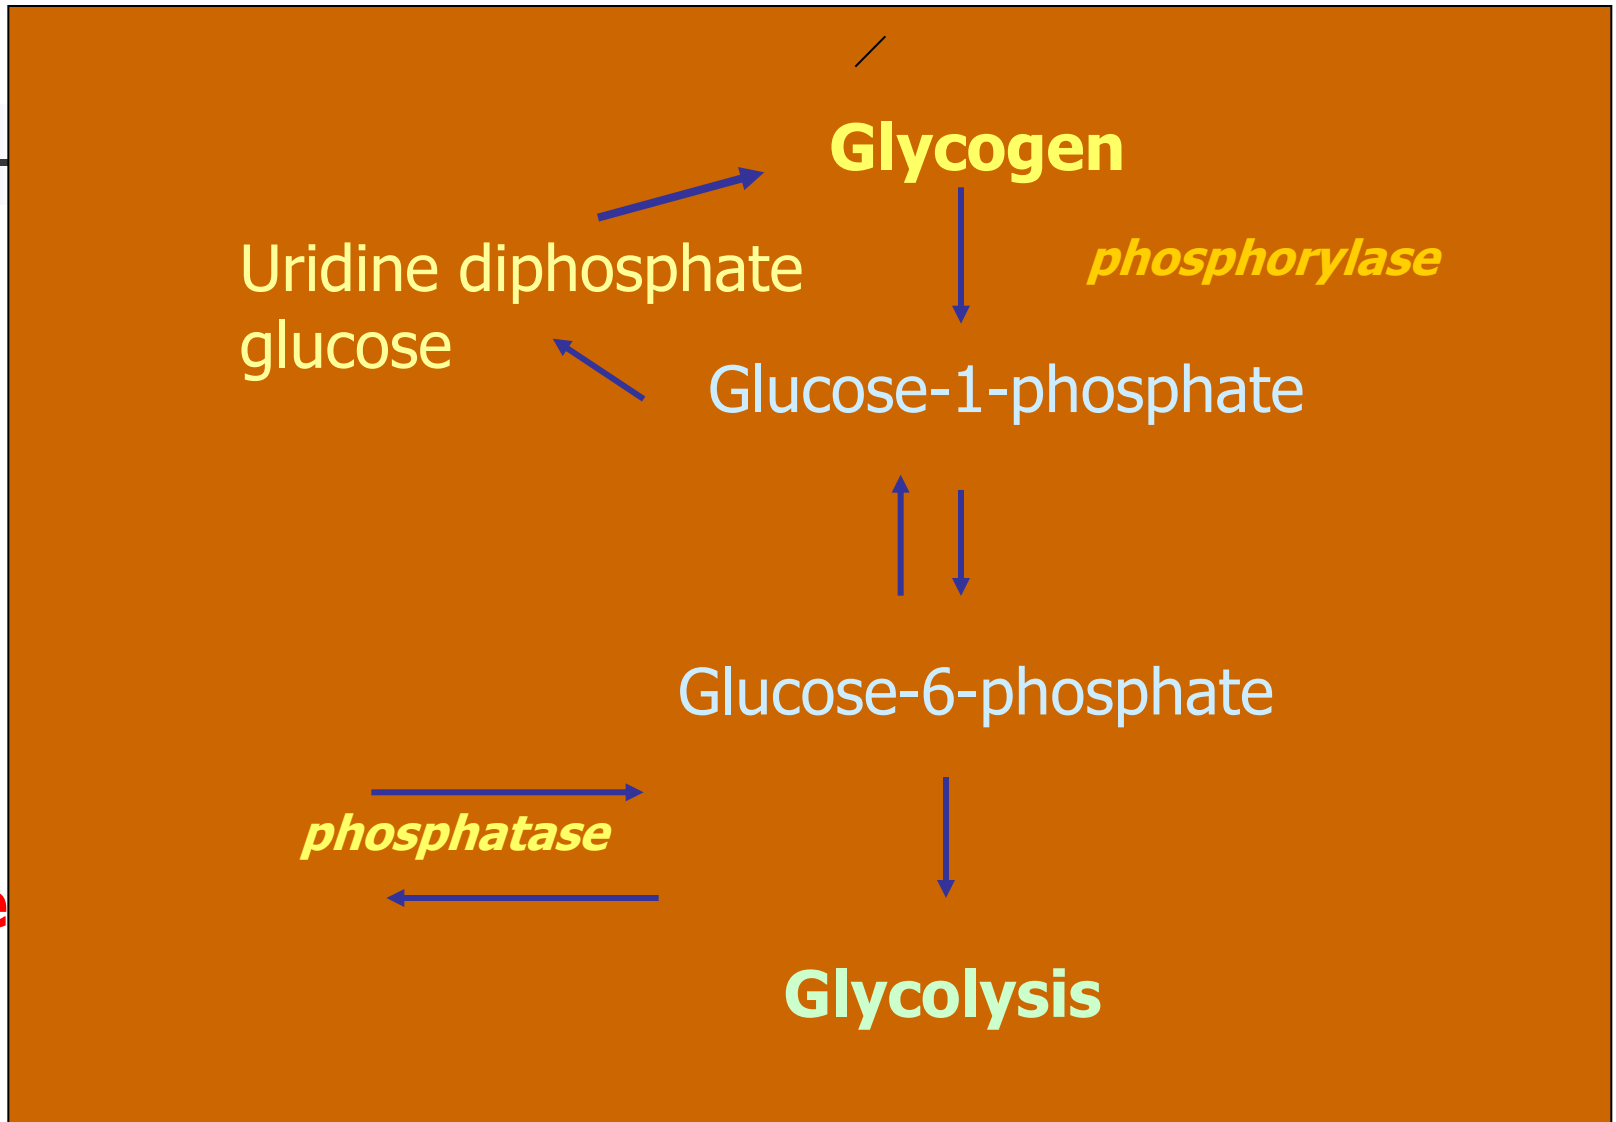 Glycogen
phosphorylase
Uridine diphosphate
glucose
Glucose-1-phosphate
Glucose-6-phosphate
phosphatase
e
Glycolysis